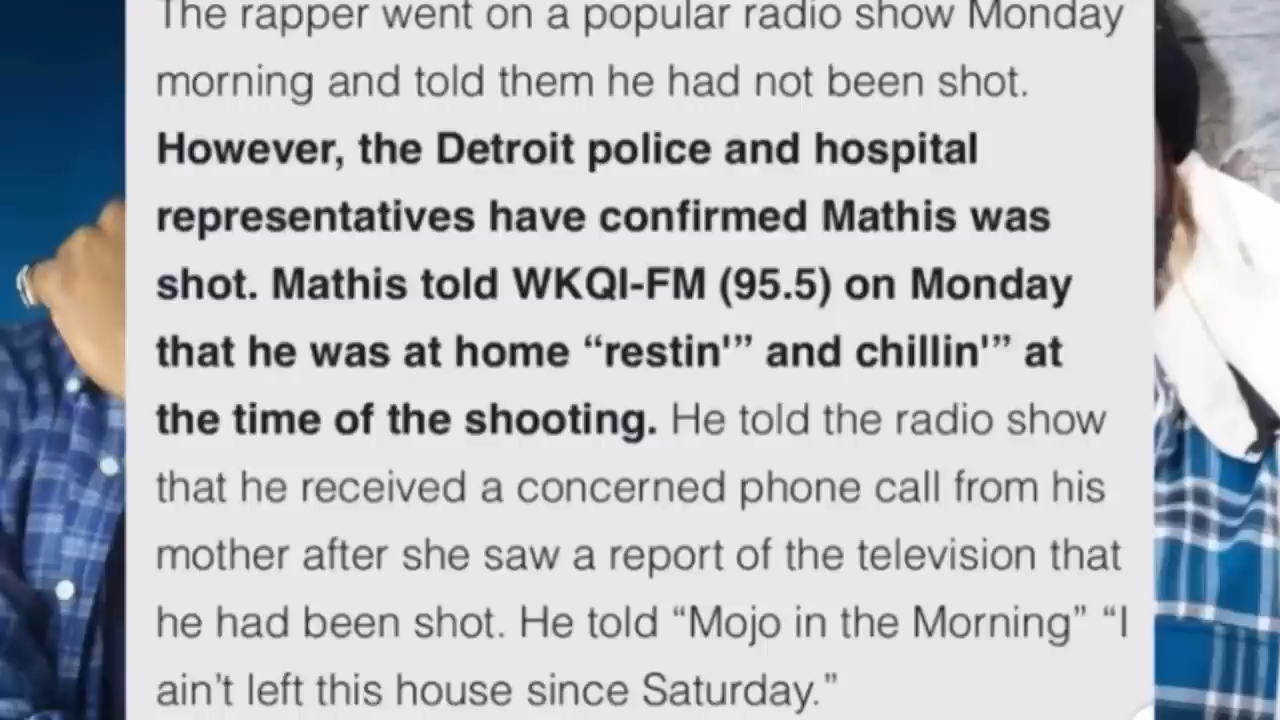 The rapper went on a popular radio show Monday
morning and told them he had not been shot.
However, the Detroit police and hospital
representatives have confirmed Mathis was
shot. Mathis told WKQI-FM (95.5) on Monday
that he was at home “restin'” and chillin'” at
the time of the shooting. He told the radio show
that he received a concerned phone call from his
mother after she saw a report of the television that
he had been shot. He told “Mojo in the Morning” “I
ain’t left this house since Saturday.”